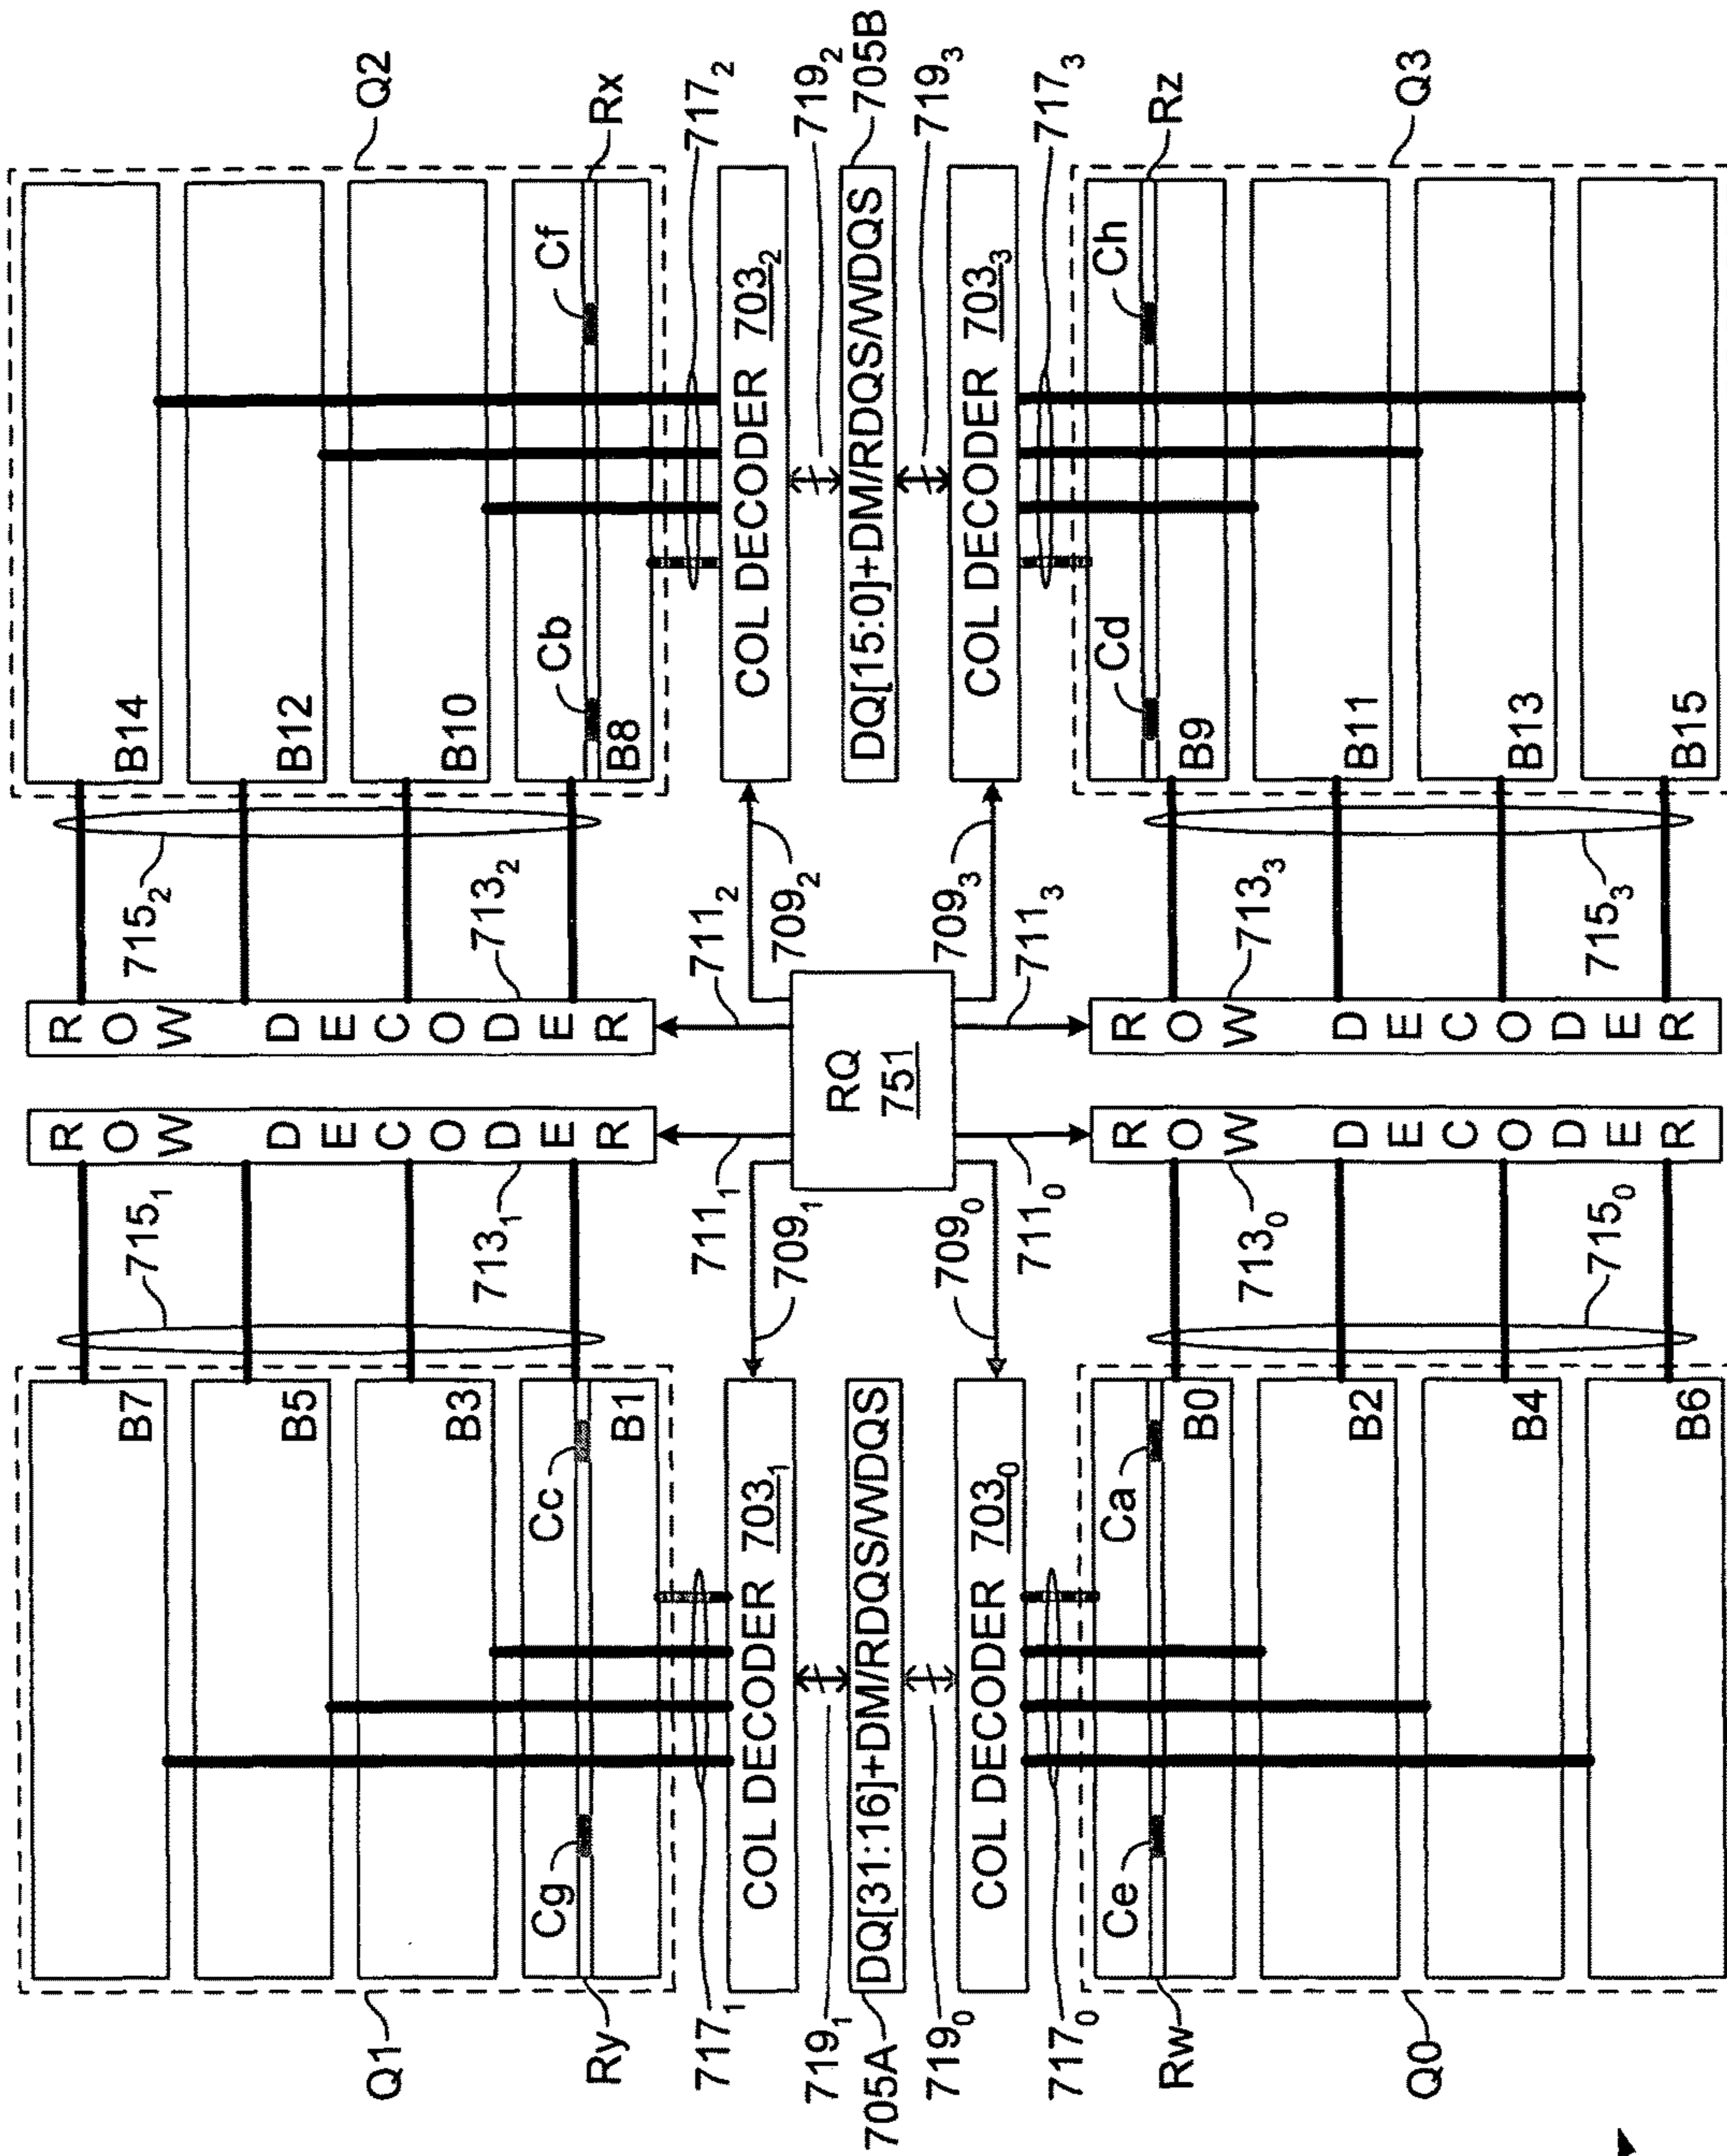 Q1
Ry
717₁
719₁
705A
719₀
717₀
Rw
Q0
B7
B5
B3
B1
Cg
Cc
COL DECODER 703₁
DQ[31:16]+DM/RDQS/WDQS
COL DECODER 703₀
Ce
Ca
B0
B2
B4
B6
715₁
713₁
711₁
709₁
709₀
711₀
713₀
715₀
ROW DECODER
ROW DECODER
RQ
751
ROW DECODER
ROW DECODER
715₂
713₂
711₂
709₂
709₃
711₃
713₃
715₃
B14
B12
B10
B8
Cb
Cf
COL DECODER 703₂
DQ[15:0]+DM/RDQS/WDQS
COL DECODER 703₃
Cd
Ch
B9
B11
B13
B15
Q2
Rx
717₂
719₂
705B
719₃
717₃
Rz
Q3